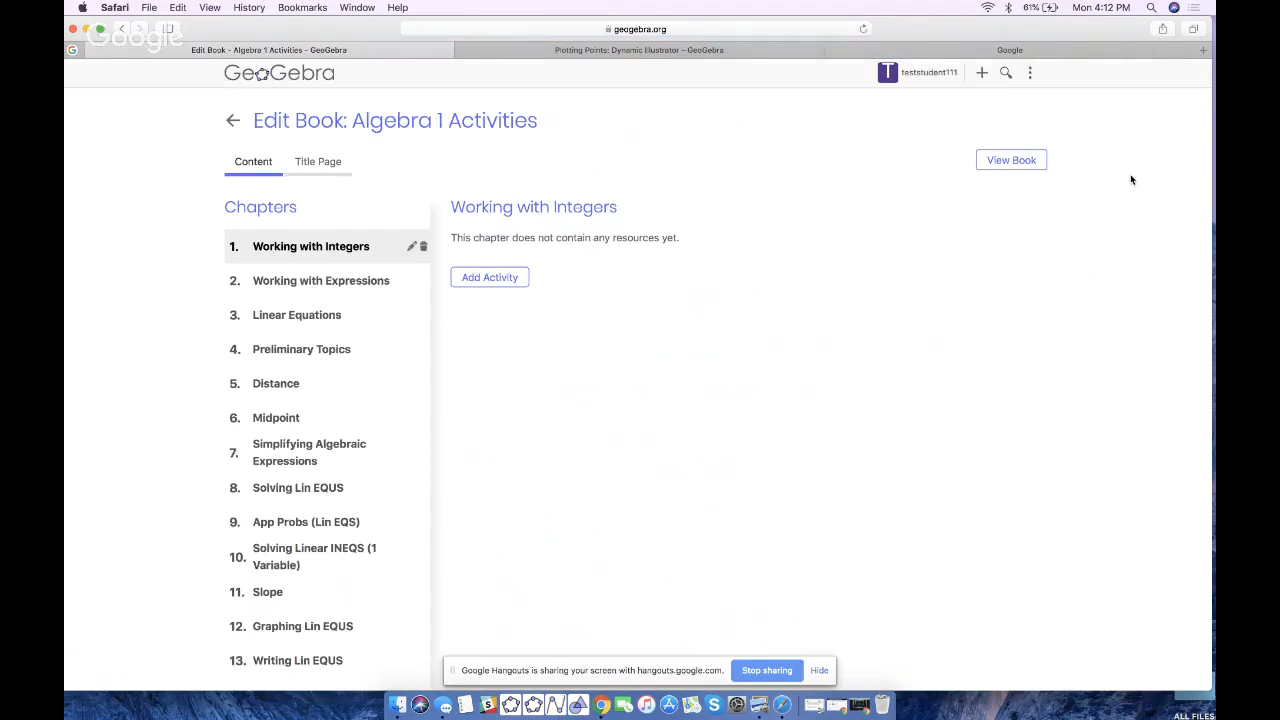 Safari File Edit View History Bookmarks Window Help 61% Mon 4:12 PM
Google
geogebra.org
Edit Book - Algebra 1 Activities – GeoGebra Plotting Points: Dynamic Illustrator – GeoGebra Google
GeoGebra T teststudent111
Edit Book: Algebra 1 Activities
Content Title Page View Book
Chapters Working with Integers
This chapter does not contain any resources yet.
Add Activity
1. Working with Integers
2. Working with Expressions
3. Linear Equations
4. Preliminary Topics
5. Distance
6. Midpoint
7. Simplifying Algebraic
Expressions
8. Solving Lin EQUS
9. App Probs (Lin EQS)
10. Solving Linear INEQS (1
Variable)
11. Slope
12. Graphing Lin EQUS
13. Writing Lin EQUS
Google Hangouts is sharing your screen with hangouts.google.com. Stop sharing Hide
ALL FILES